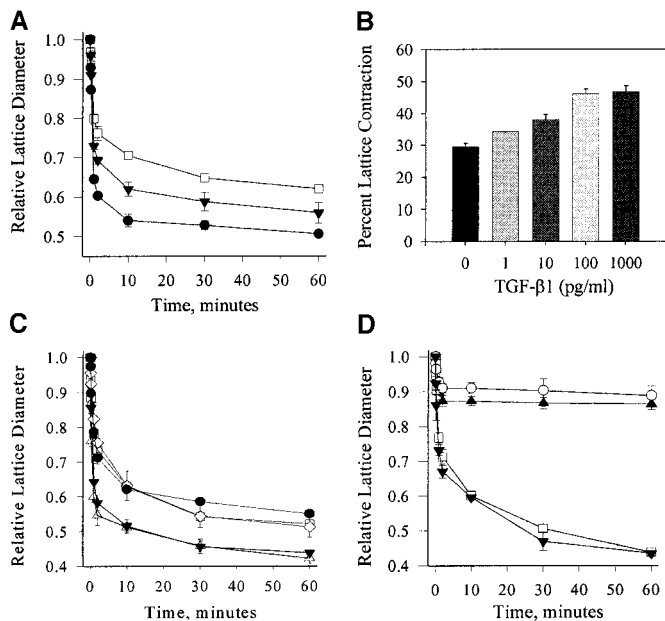 A
Relative Lattice Diameter
1.0
0.9
0.8
0.7
0.6
0.5
0 10 20 30 40 50 60
Time, minutes
B
Percent Lattice Contraction
60
50
40
30
20
10
0
0 1 10 100 1000
TGF-β1 (pg/ml)
C
Relative Lattice Diameter
1.0
0.9
0.8
0.7
0.6
0.5
0.4
0 10 20 30 40 50 60
Time, minutes
D
Relative Lattice Diameter
1.0
0.9
0.8
0.7
0.6
0.5
0.4
0 10 20 30 40 50 60
Time, minutes